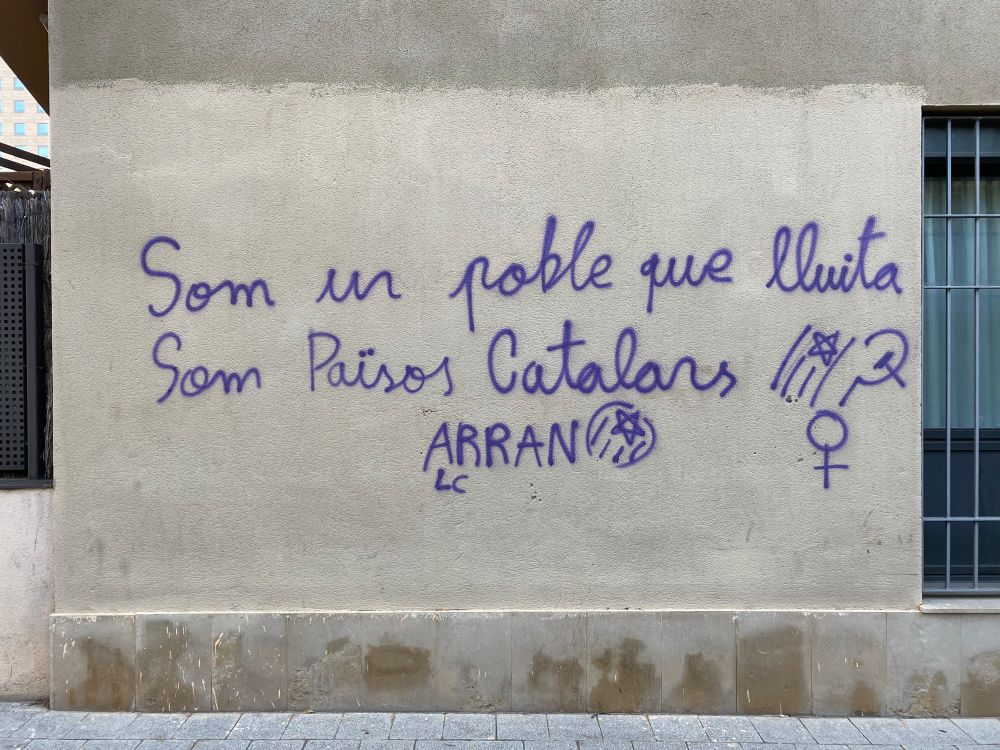 Som un poble que lluita
Som Països Catalans
ARRAN
LC